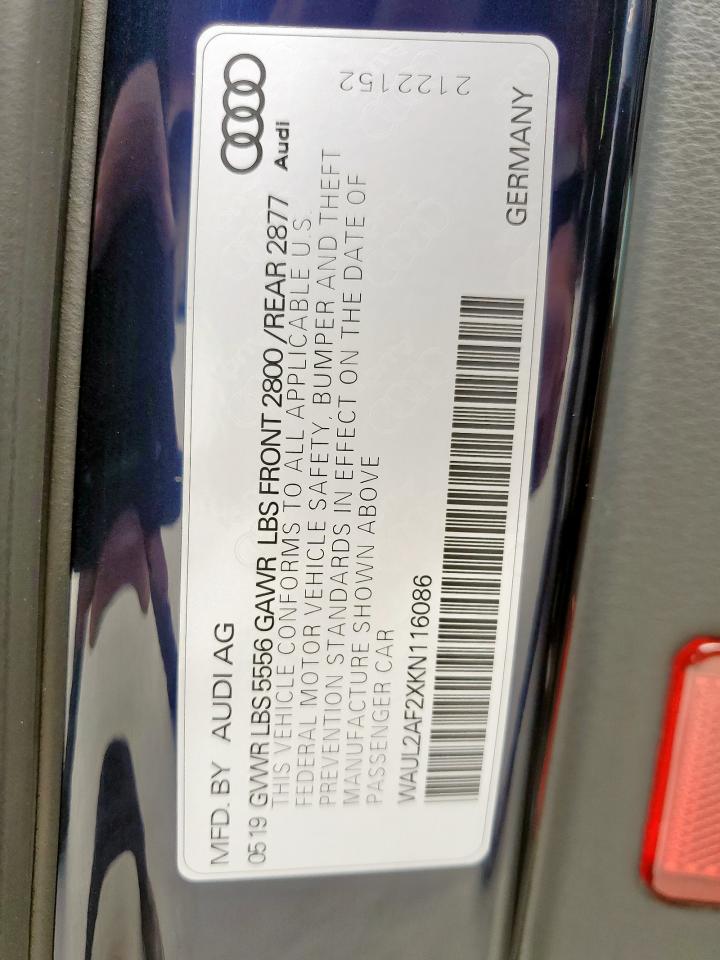 MFD. BY AUDI AG
0519 GVWR LBS 5556 GAWR LBS FRONT 2800 /REAR 2877
THIS VEHICLE CONFORMS TO ALL APPLICABLE U.S.
FEDERAL MOTOR VEHICLE SAFETY, BUMPER AND THEFT
PREVENTION STANDARDS IN EFFECT ON THE DATE OF
MANUFACTURE SHOWN ABOVE
PASSENGER CAR
WAUL2AF2XKN116086
Audi
2122152
GERMANY